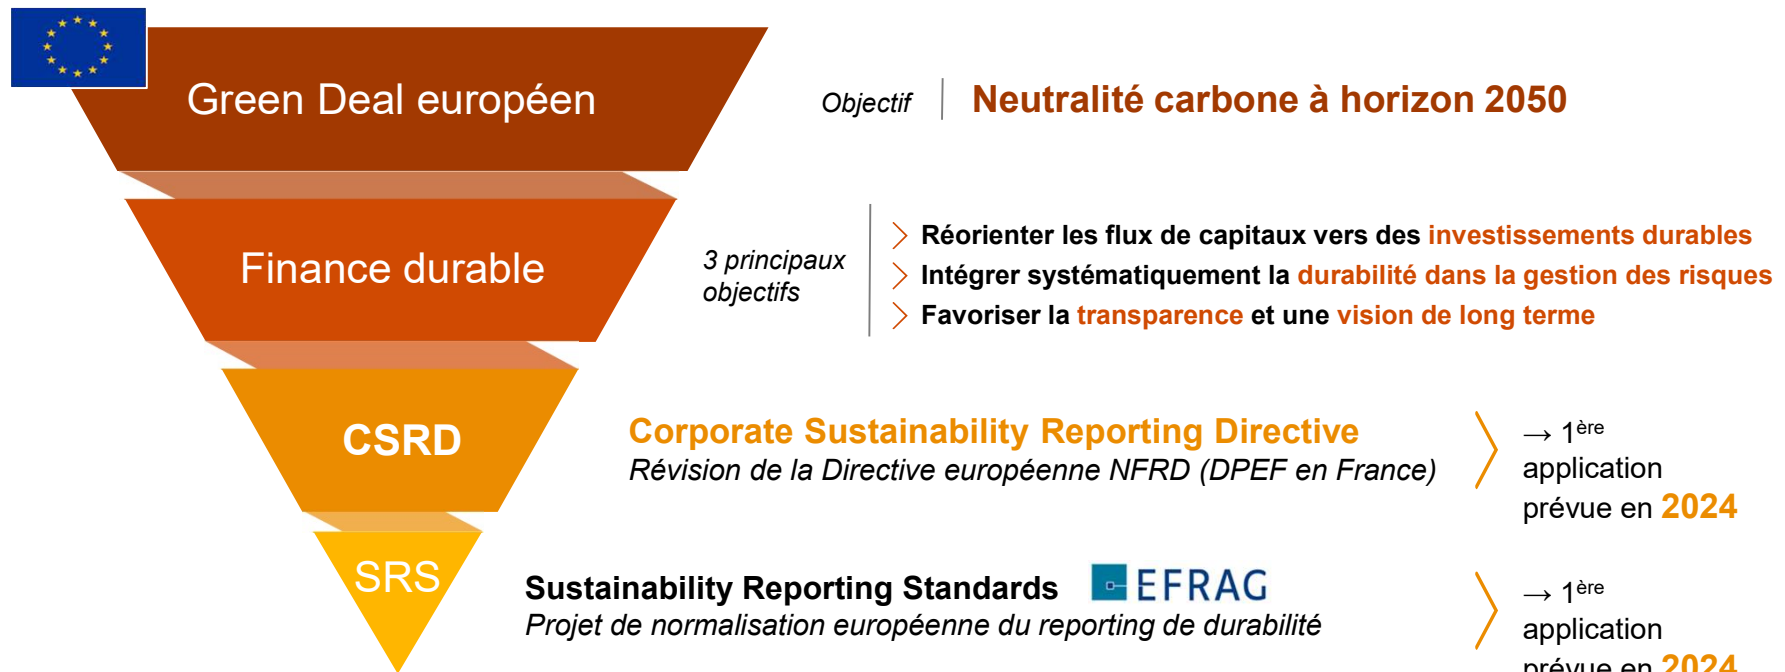 Green Deal européen
Objectif
Neutralité carbone à horizon 2050
Finance durable
3 principaux
objectifs
Réorienter les flux de capitaux vers des investissements durables
Intégrer systématiquement la durabilité dans la gestion des risques
Favoriser la transparence et une vision de long terme
CSRD
Corporate Sustainability Reporting Directive
Révision de la Directive européenne NFRD (DPEF en France)
→ 1ère
application
prévue en 2024
SRS
Sustainability Reporting Standards
EFRAG
Projet de normalisation européenne du reporting de durabilité
→ 1ère
application
prévue en 2024